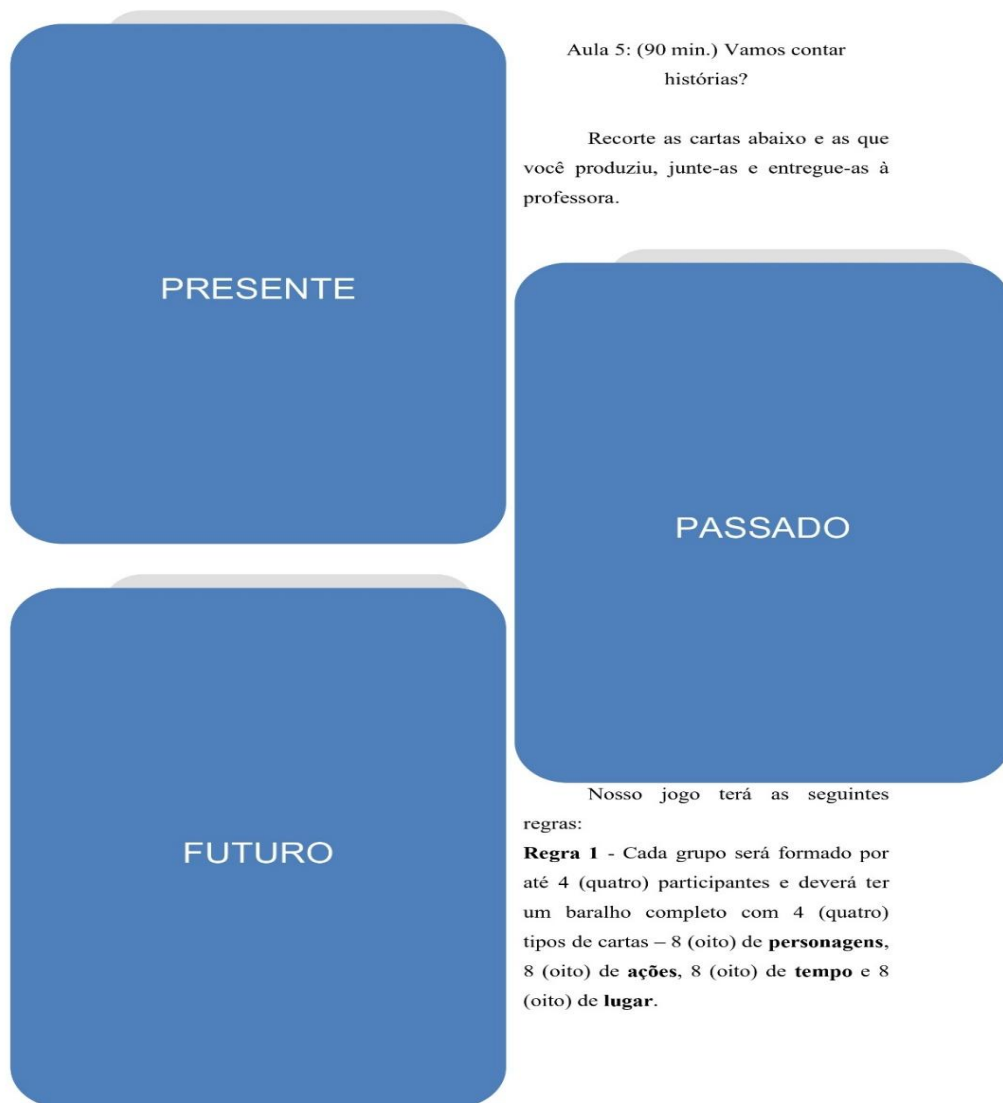 Aula 5: (90 min.) Vamos contar
histórias?
Recorte as cartas abaixo e as que
você produziu, junte-as e entregue-as à
professora.
PRESENTE
PASSADO
FUTURO
Nosso jogo terá as seguintes
regras:
Regra 1 - Cada grupo será formado por
até 4 (quatro) participantes e deverá ter
um baralho completo com 4 (quatro)
tipos de cartas – 8 (oito) de personagens,
8 (oito) de ações, 8 (oito) de tempo e 8
(oito) de lugar.